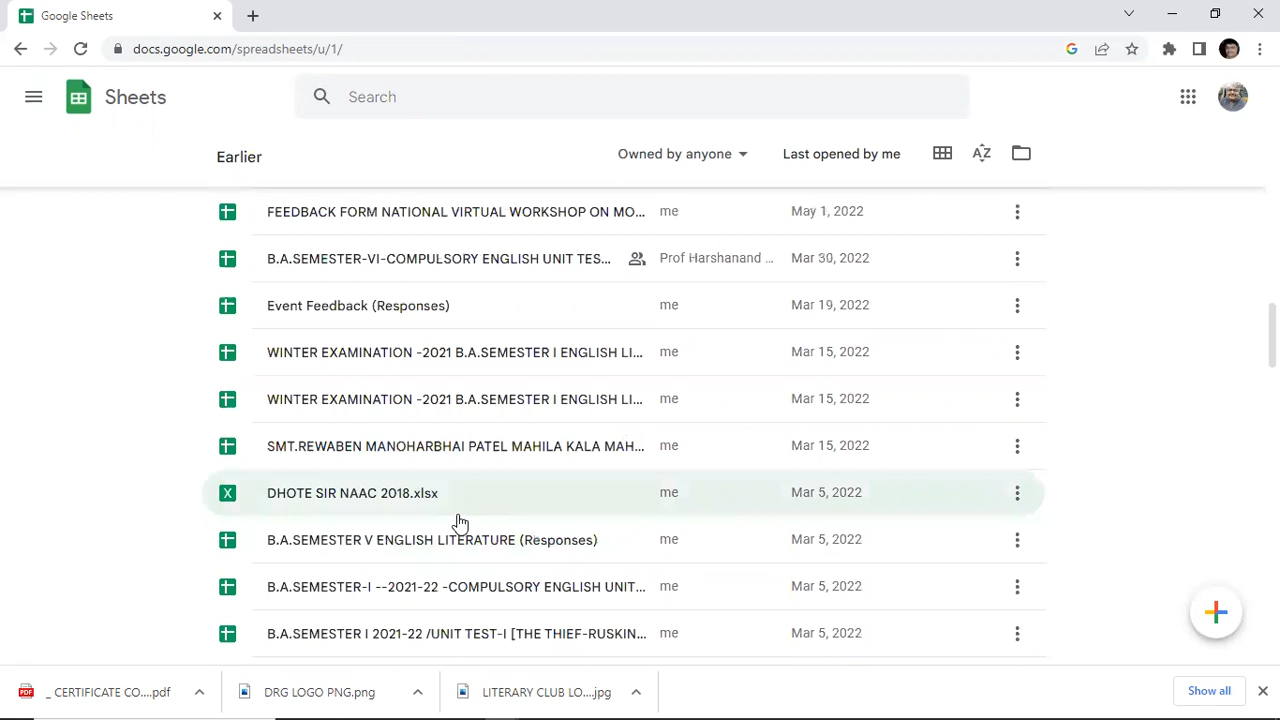 Google Sheets
docs.google.com/spreadsheets/u/1/
Sheets
Search
Earlier
Owned by anyone
Last opened by me
FEEDBACK FORM NATIONAL VIRTUAL WORKSHOP ON MO... me May 1, 2022
B.A.SEMESTER-VI-COMPULSORY ENGLISH UNIT TES... Prof Harshanand ... Mar 30, 2022
Event Feedback (Responses) me Mar 19, 2022
WINTER EXAMINATION -2021 B.A.SEMESTER I ENGLISH LI... me Mar 15, 2022
WINTER EXAMINATION -2021 B.A.SEMESTER I ENGLISH LI... me Mar 15, 2022
SMT.REWABEN MANOHARBHAI PATEL MAHILA KALA MAH... me Mar 15, 2022
DHOTE SIR NAAC 2018.xlsx me Mar 5, 2022
B.A.SEMESTER V ENGLISH LITERATURE (Responses) me Mar 5, 2022
B.A.SEMESTER-I --2021-22 -COMPULSORY ENGLISH UNIT... me Mar 5, 2022
B.A.SEMESTER I 2021-22 /UNIT TEST-I [THE THIEF-RUSKIN... me Mar 5, 2022
_ CERTIFICATE CO....pdf
DRG LOGO PNG.png
LITERARY CLUB LO....jpg
Show all